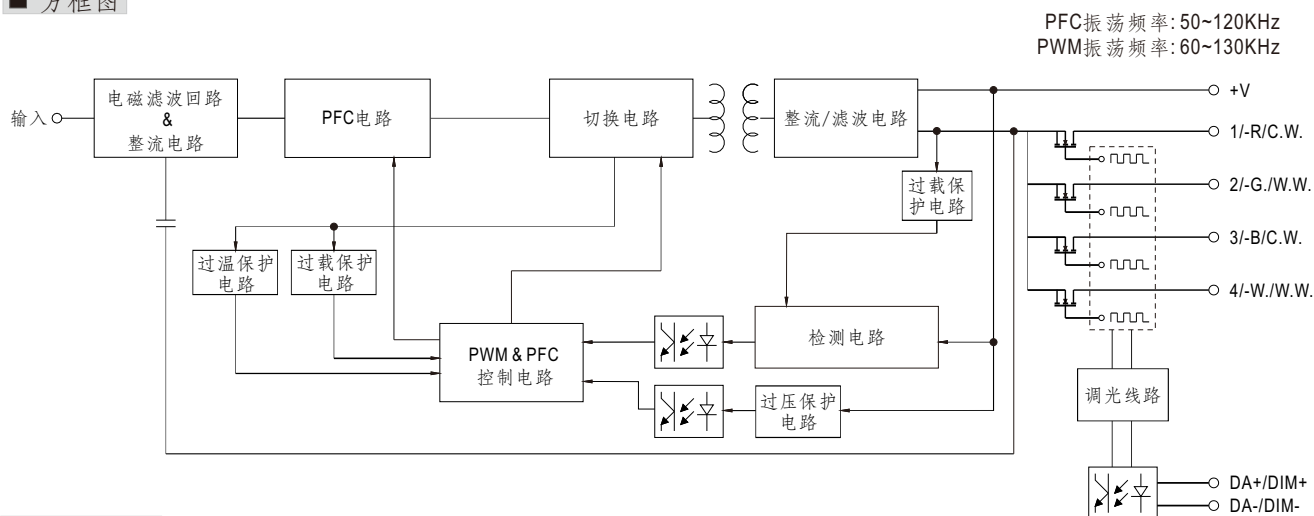 ■ 方框图
PFC振荡频率: 50~120KHz
PWM振荡频率: 60~130KHz
输入
电磁滤波回路
&
整流电路
PFC电路
切换电路
整流/滤波电路
+V
1/-R/C.W.
2/-G./W.W.
3/-B/C.W.
4/-W./W.W.
过载保
护电路
过温保护
电路
过载保护
电路
PWM & PFC
控制电路
检测电路
过压保护
电路
调光线路
DA+/DIM+
DA-/DIM-